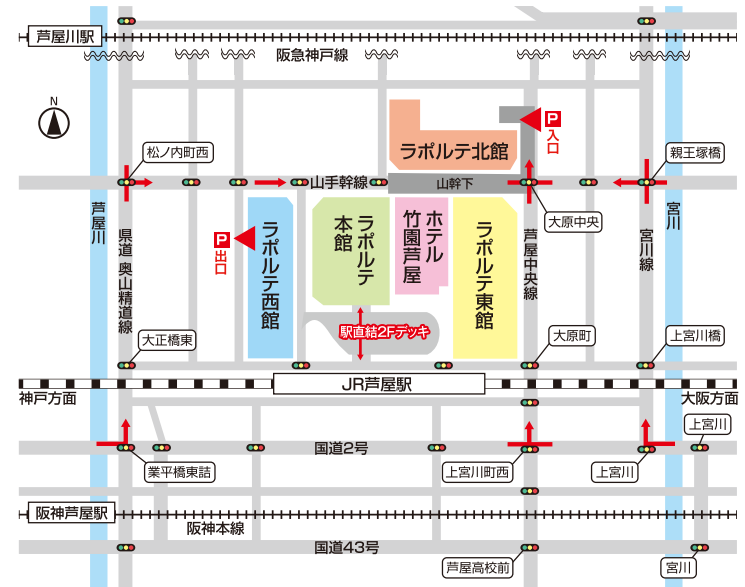 芦屋川駅
阪急神戸線
N
P
入口
ラポルテ北館
松ノ内町西
親王塚橋
山手幹線
山幹下
大原中央
芦屋川
県道 奥山精道線
P
出口
ラポルテ西館
ラポルテ
本館
ホテル
竹園芦屋
ラポルテ東館
芦屋中央線
宮川線
宮川
駅直結2Fデッキ
大正橋東
大原町
上宮川橋
JR芦屋駅
神戸方面
大阪方面
上宮川
国道2号
業平橋東詰
上宮川町西
上宮川
阪神芦屋駅
阪神本線
国道43号
芦屋高校前
宮川